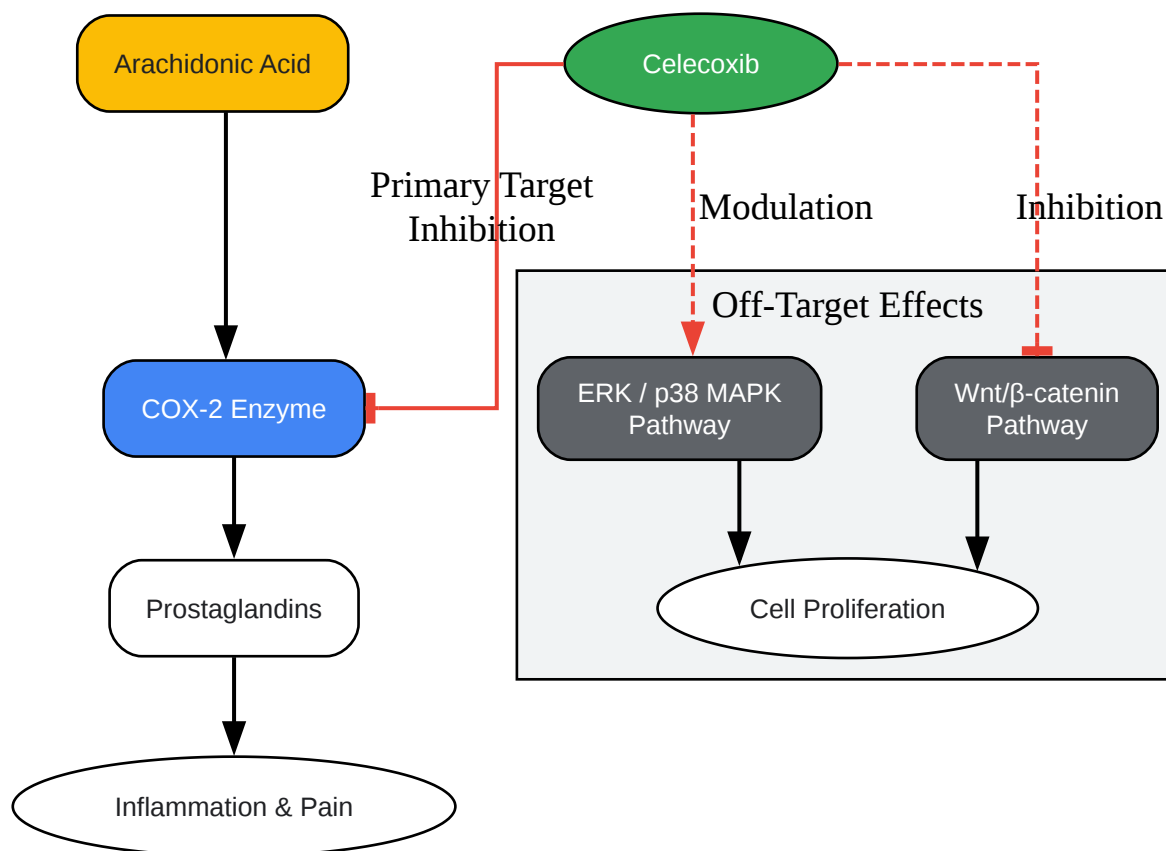 Arachidonic Acid
Celecoxib
Primary Target
Inhibition
Modulation
Inhibition
Off-Target Effects
COX-2 Enzyme
ERK / p38 MAPK
Pathway
Wnt/β-catenin
Pathway
Prostaglandins
Cell Proliferation
Inflammation & Pain